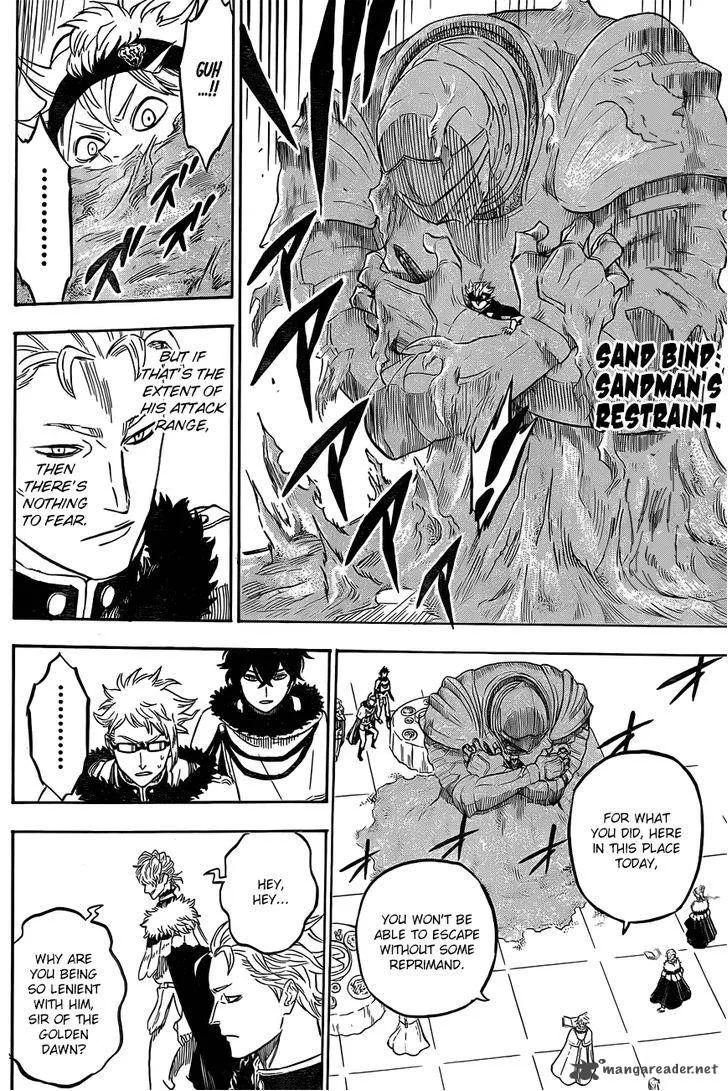 SAND BIND:
SANDMAN'S
RESTRAINT.
GUH
...!!
........
BUT IF
THAT'S THE
EXTENT OF
HIS ATTACK
RANGE,
THEN
THERE'S
NOTHING
TO FEAR.
FOR WHAT
YOU DID, HERE
IN THIS PLACE
TODAY,
YOU WON'T BE
ABLE TO ESCAPE
WITHOUT SOME
REPRIMAND.
........
HEY,
HEY...
WHY ARE
YOU BEING
SO LENIENT
WITH HIM,
SIR OF THE
GOLDEN
DAWN?
mangareader.net